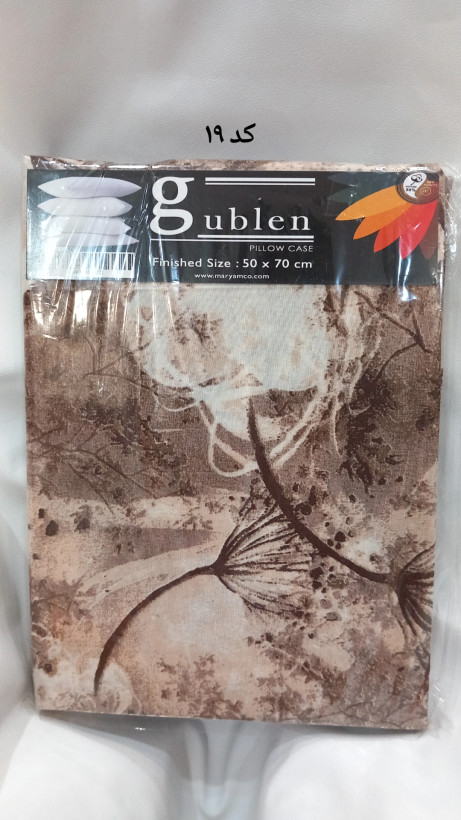 کد ۱۹
gublen
PILLOW CASE
Finished Size : 50 x 70 cm
www.maryamco.com